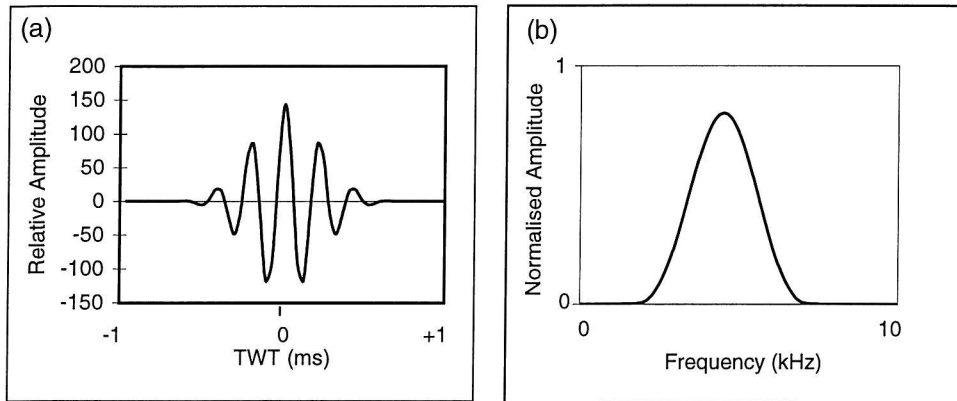 (a)
Relative Amplitude
200
150
100
50
0
-50
-100
-150
-1
0
+1
TWT (ms)
(b)
Normalised Amplitude
1
0
0
10
Frequency (kHz)